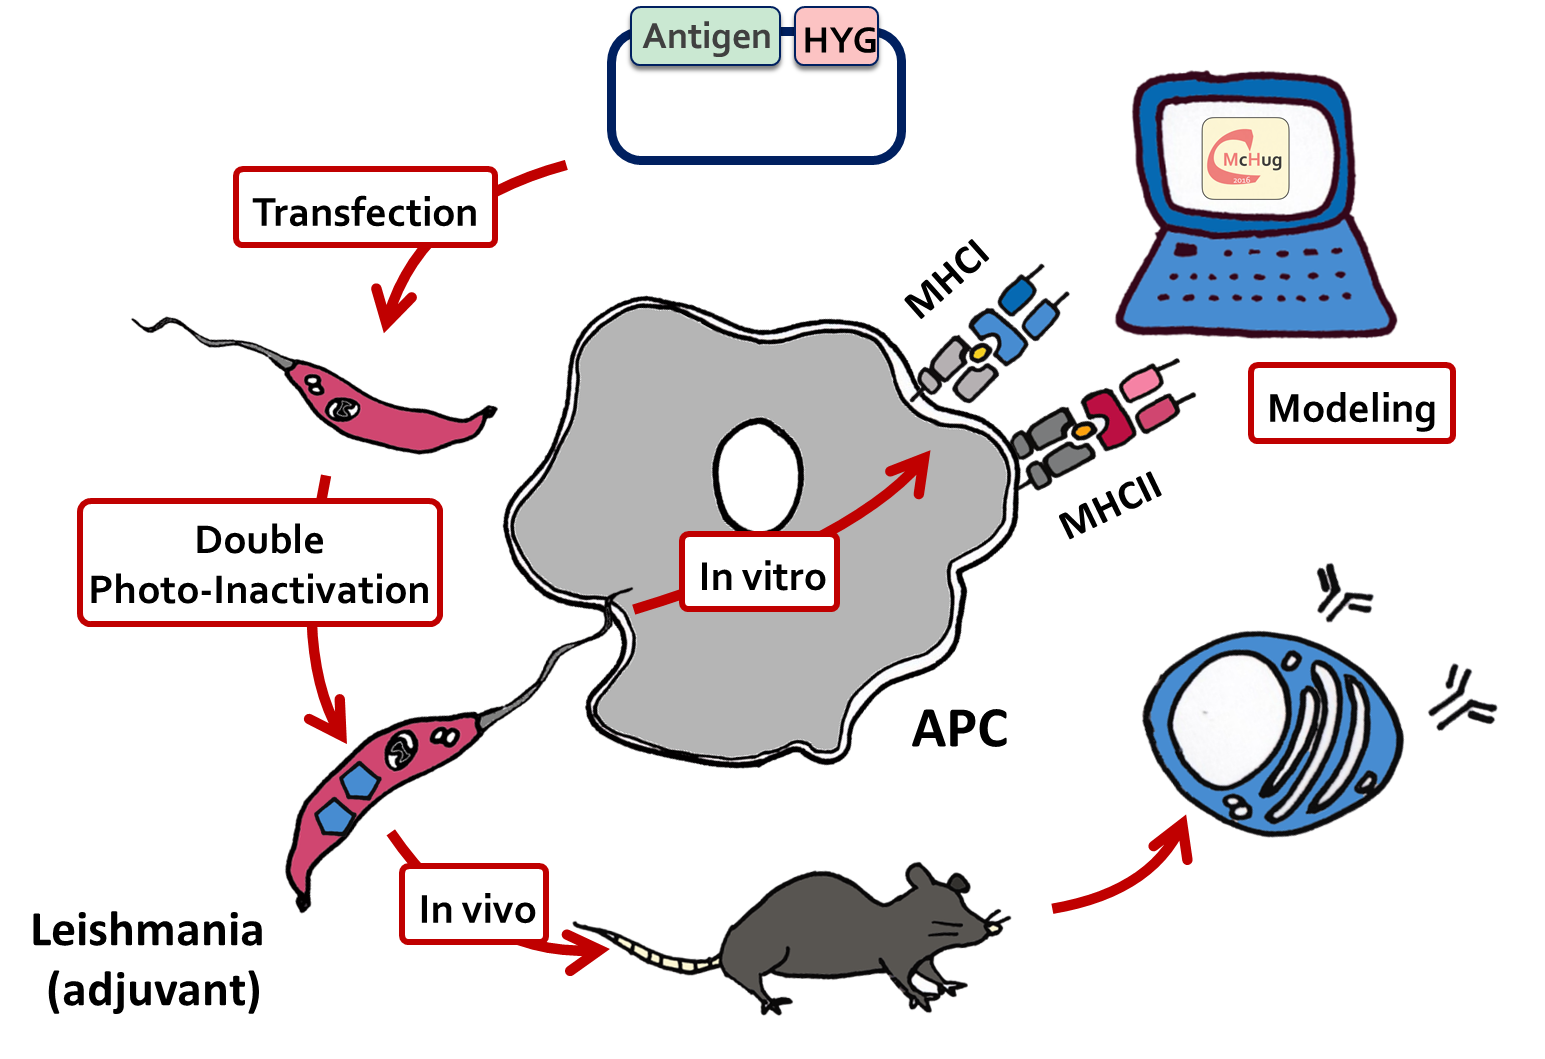 Antigen
HYG
McHug
2016
Transfection
MHCI
Modeling
MHCII
Double
Photo-Inactivation
In vitro
APC
In vivo
Leishmania
(adjuvant)